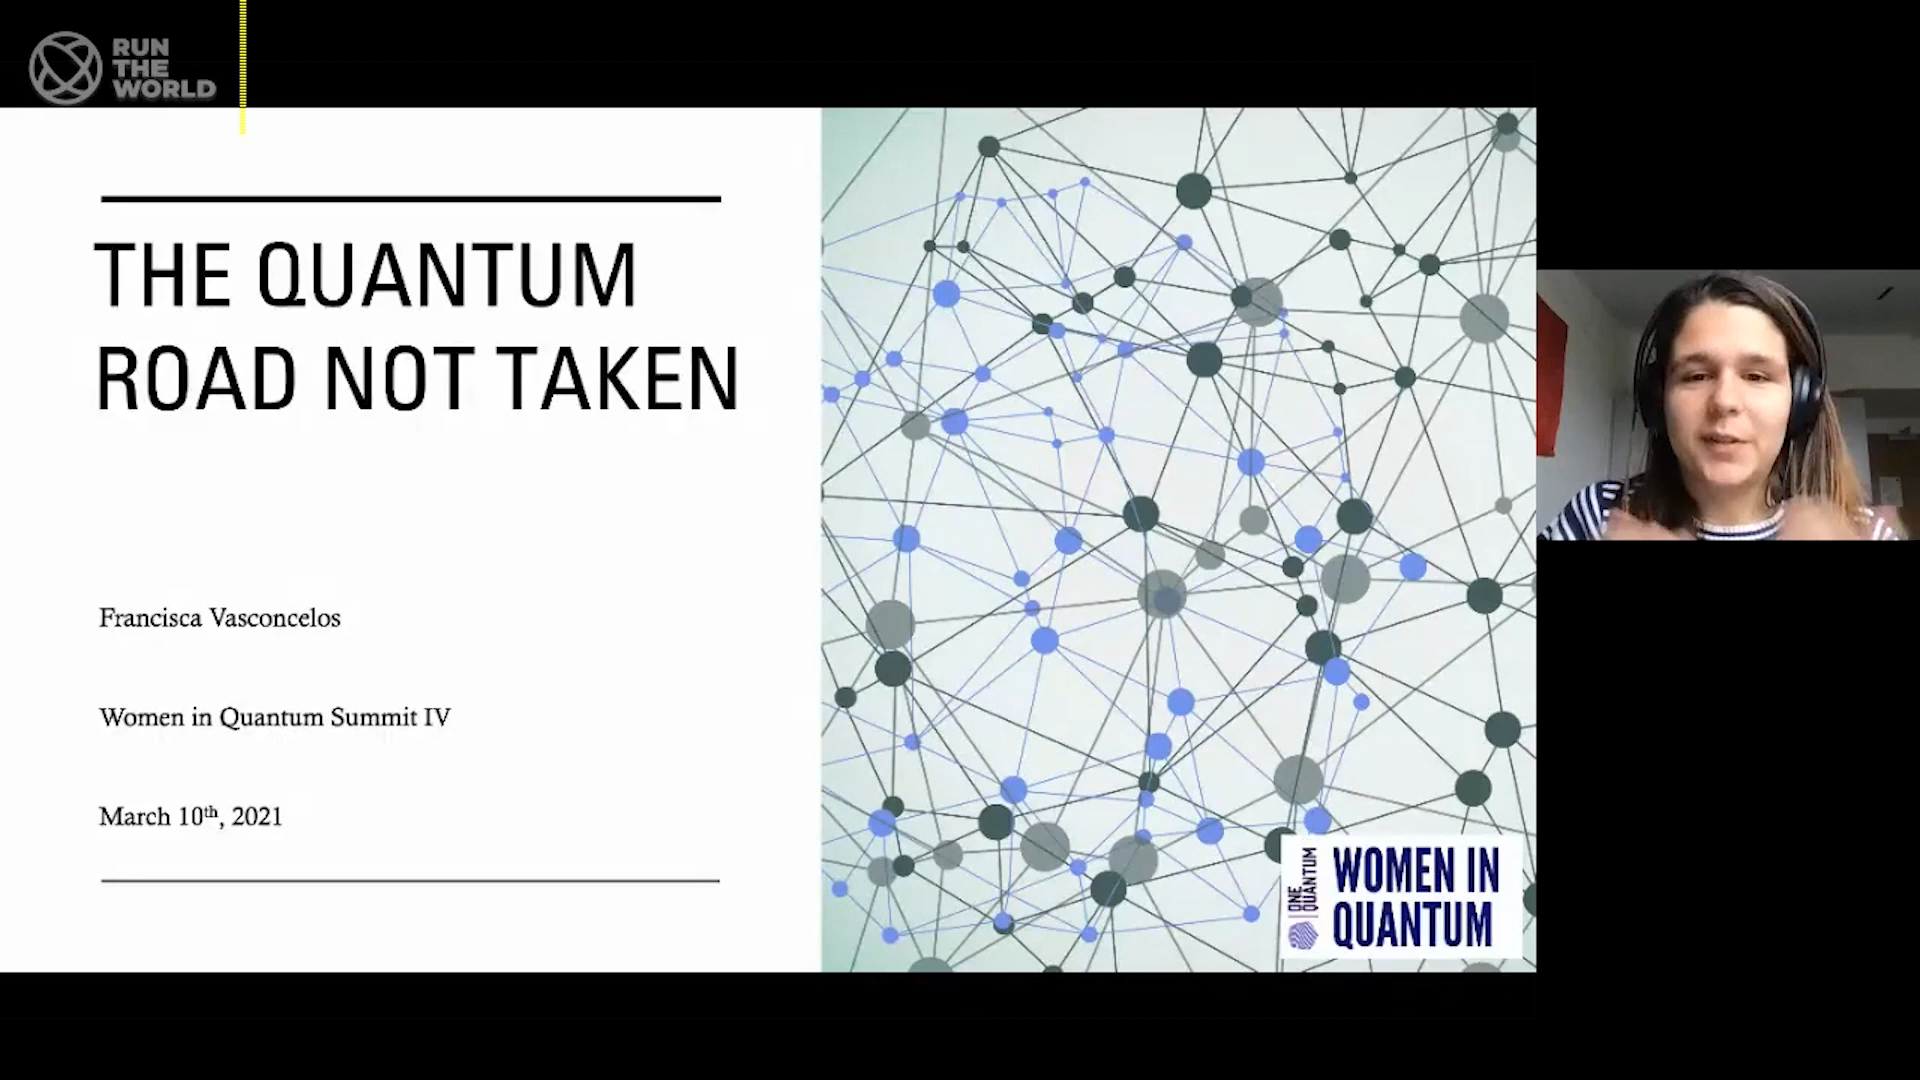 RUN
THE
WORLD
THE QUANTUM
ROAD NOT TAKEN
Francisca Vasconcelos
Women in Quantum Summit IV
March 10th, 2021
ONE
QUANTUM
WOMEN IN
QUANTUM